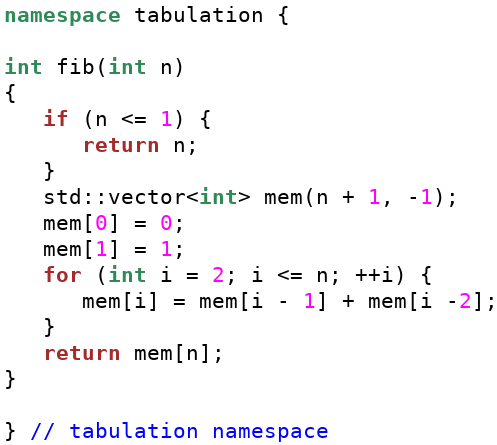 namespace tabulation {

int fib(int n)
{
   if (n <= 1) {
      return n;
   }
   std::vector<int> mem(n + 1, -1);
   mem[0] = 0;
   mem[1] = 1;
   for (int i = 2; i <= n; ++i) {
      mem[i] = mem[i - 1] + mem[i -2];
   }
   return mem[n];
}

} // tabulation namespace